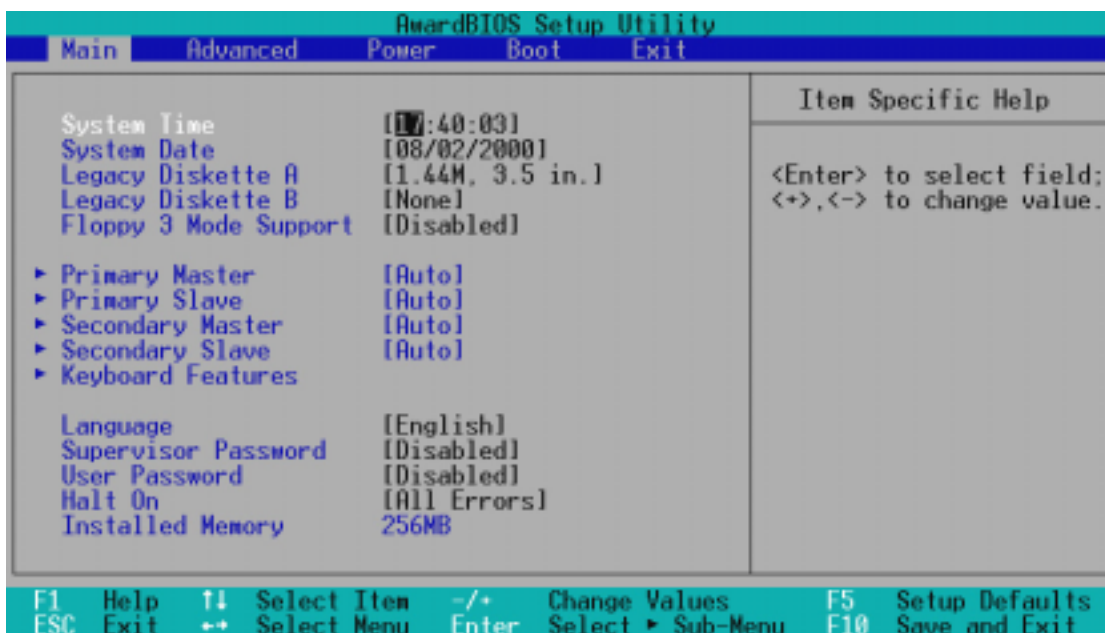 AwardBIOS Setup Utility
Main Advanced Power Boot Exit
Item Specific Help
System Time [17:40:03]
System Date [08/02/2000]
Legacy Diskette A [1.44M, 3.5 in.]
Legacy Diskette B [None]
Floppy 3 Mode Support [Disabled]
<Enter> to select field;
<+>,<-> to change value.
▶ Primary Master [Auto]
▶ Primary Slave [Auto]
▶ Secondary Master [Auto]
▶ Secondary Slave [Auto]
▶ Keyboard Features
Language [English]
Supervisor Password [Disabled]
User Password [Disabled]
Halt On [All Errors]
Installed Memory 256MB
F1 Help ↑↓ Select Item -/+ Change Values F5 Setup Defaults
ESC Exit ←→ Select Menu Enter Select ▶ Sub-Menu F10 Save and Exit